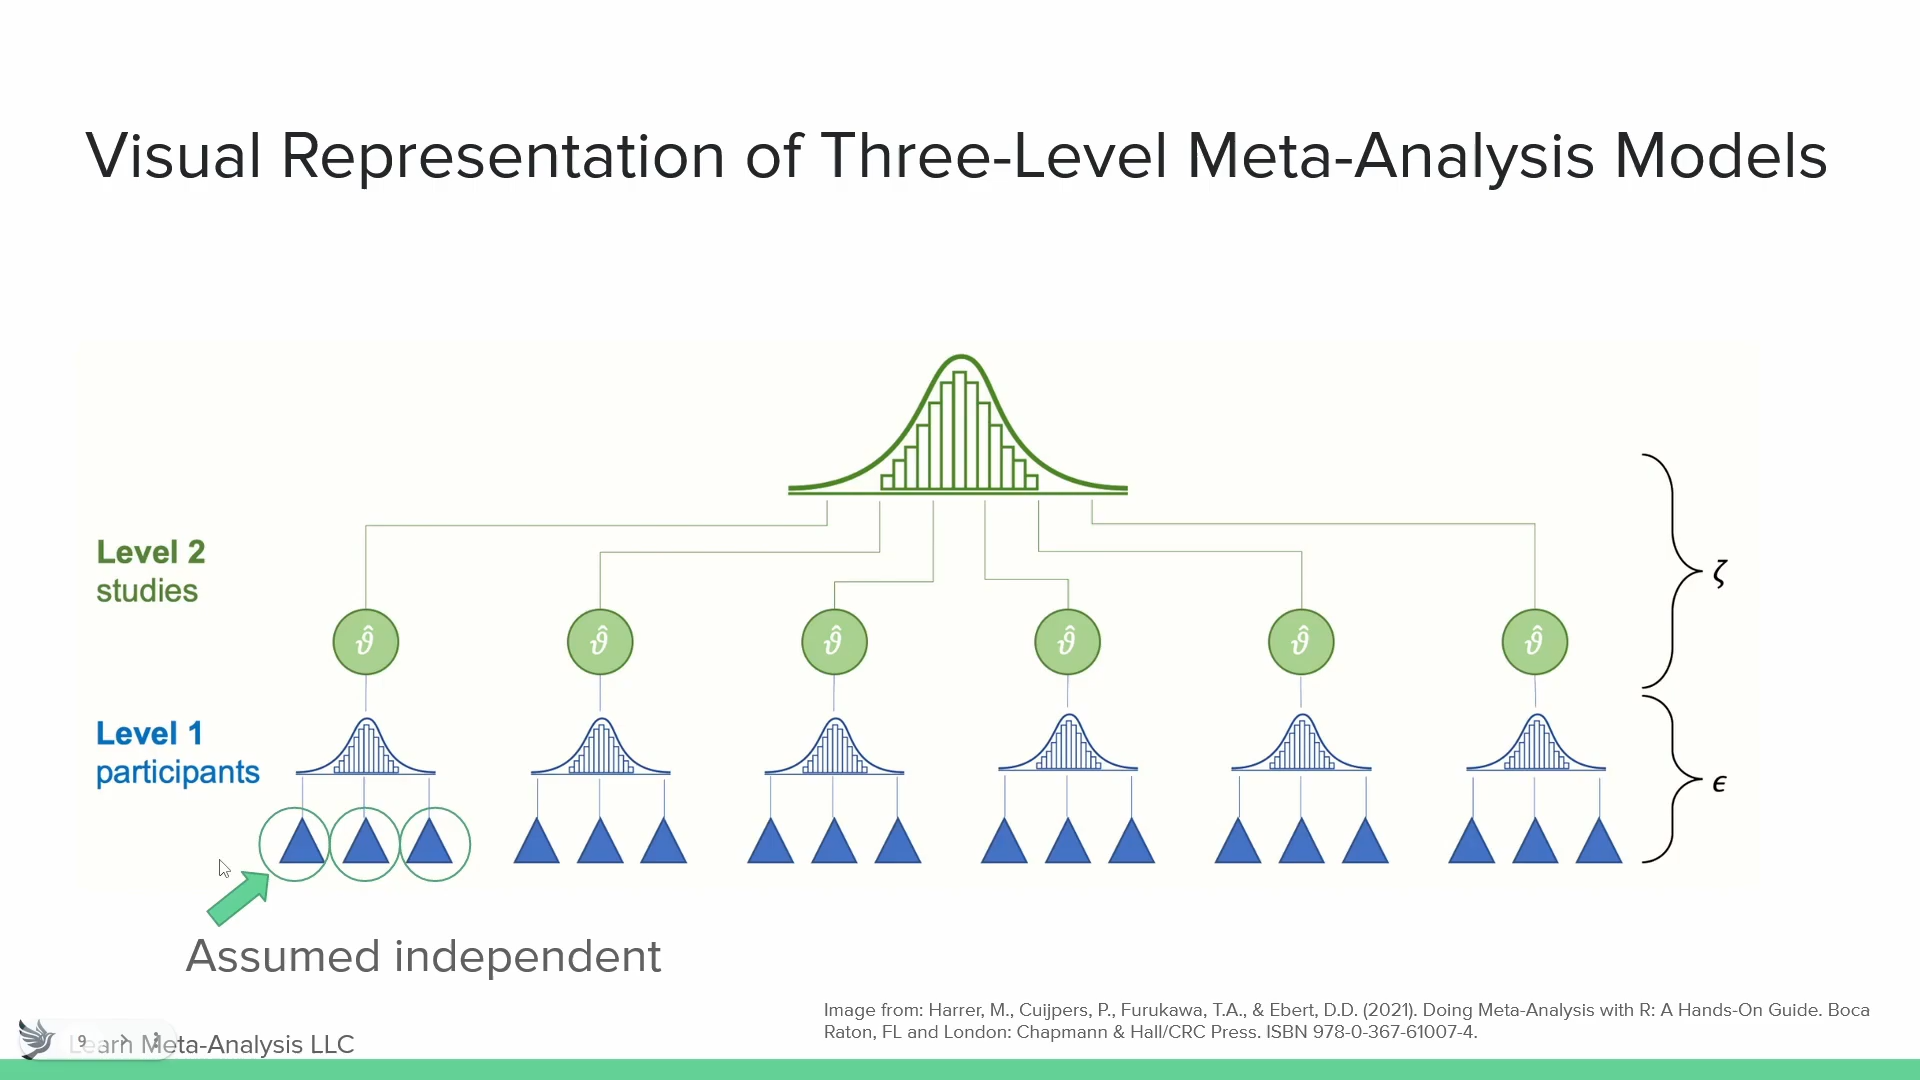 Visual Representation of Three-Level Meta-Analysis Models
Level 2
studies
ζ
ϑ̂ ϑ̂ ϑ̂ ϑ̂ ϑ̂ ϑ̂
Level 1
participants
ϵ
Assumed independent
Image from: Harrer, M., Cuijpers, P., Furukawa, T.A., & Ebert, D.D. (2021). Doing Meta-Analysis with R: A Hands-On Guide. Boca
Raton, FL and London: Chapmann & Hall/CRC Press. ISBN 978-0-367-61007-4.
9
Learn Meta-Analysis LLC